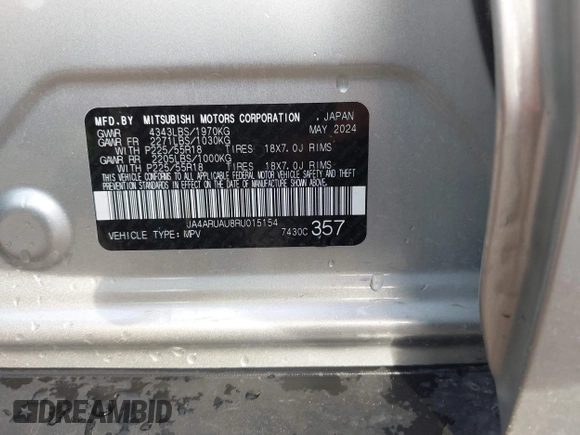 MFD.BY MITSUBISHI MOTORS CORPORATION , JAPAN
GVWR 4343LBS/1970KG MAY 2024
GAWR FR 2271LBS/1030KG
WITH P225/55R18 TIRES 18X7.0J RIMS
GAWR RR 2205LBS/1000KG
WITH P225/55R18 TIRES 18X7.0J RIMS
THIS VEHICLE CONFORMS TO ALL APPLICABLE FEDERAL MOTOR VEHICLE SAFETY AND THEFT PREVENTION STANDARDS IN EFFECT ON THE DATE OF MANUFACTURE SHOWN ABOVE.
JA4ARUAU8RU015154
VEHICLE TYPE: MPV 7430C 357
DREAMBID